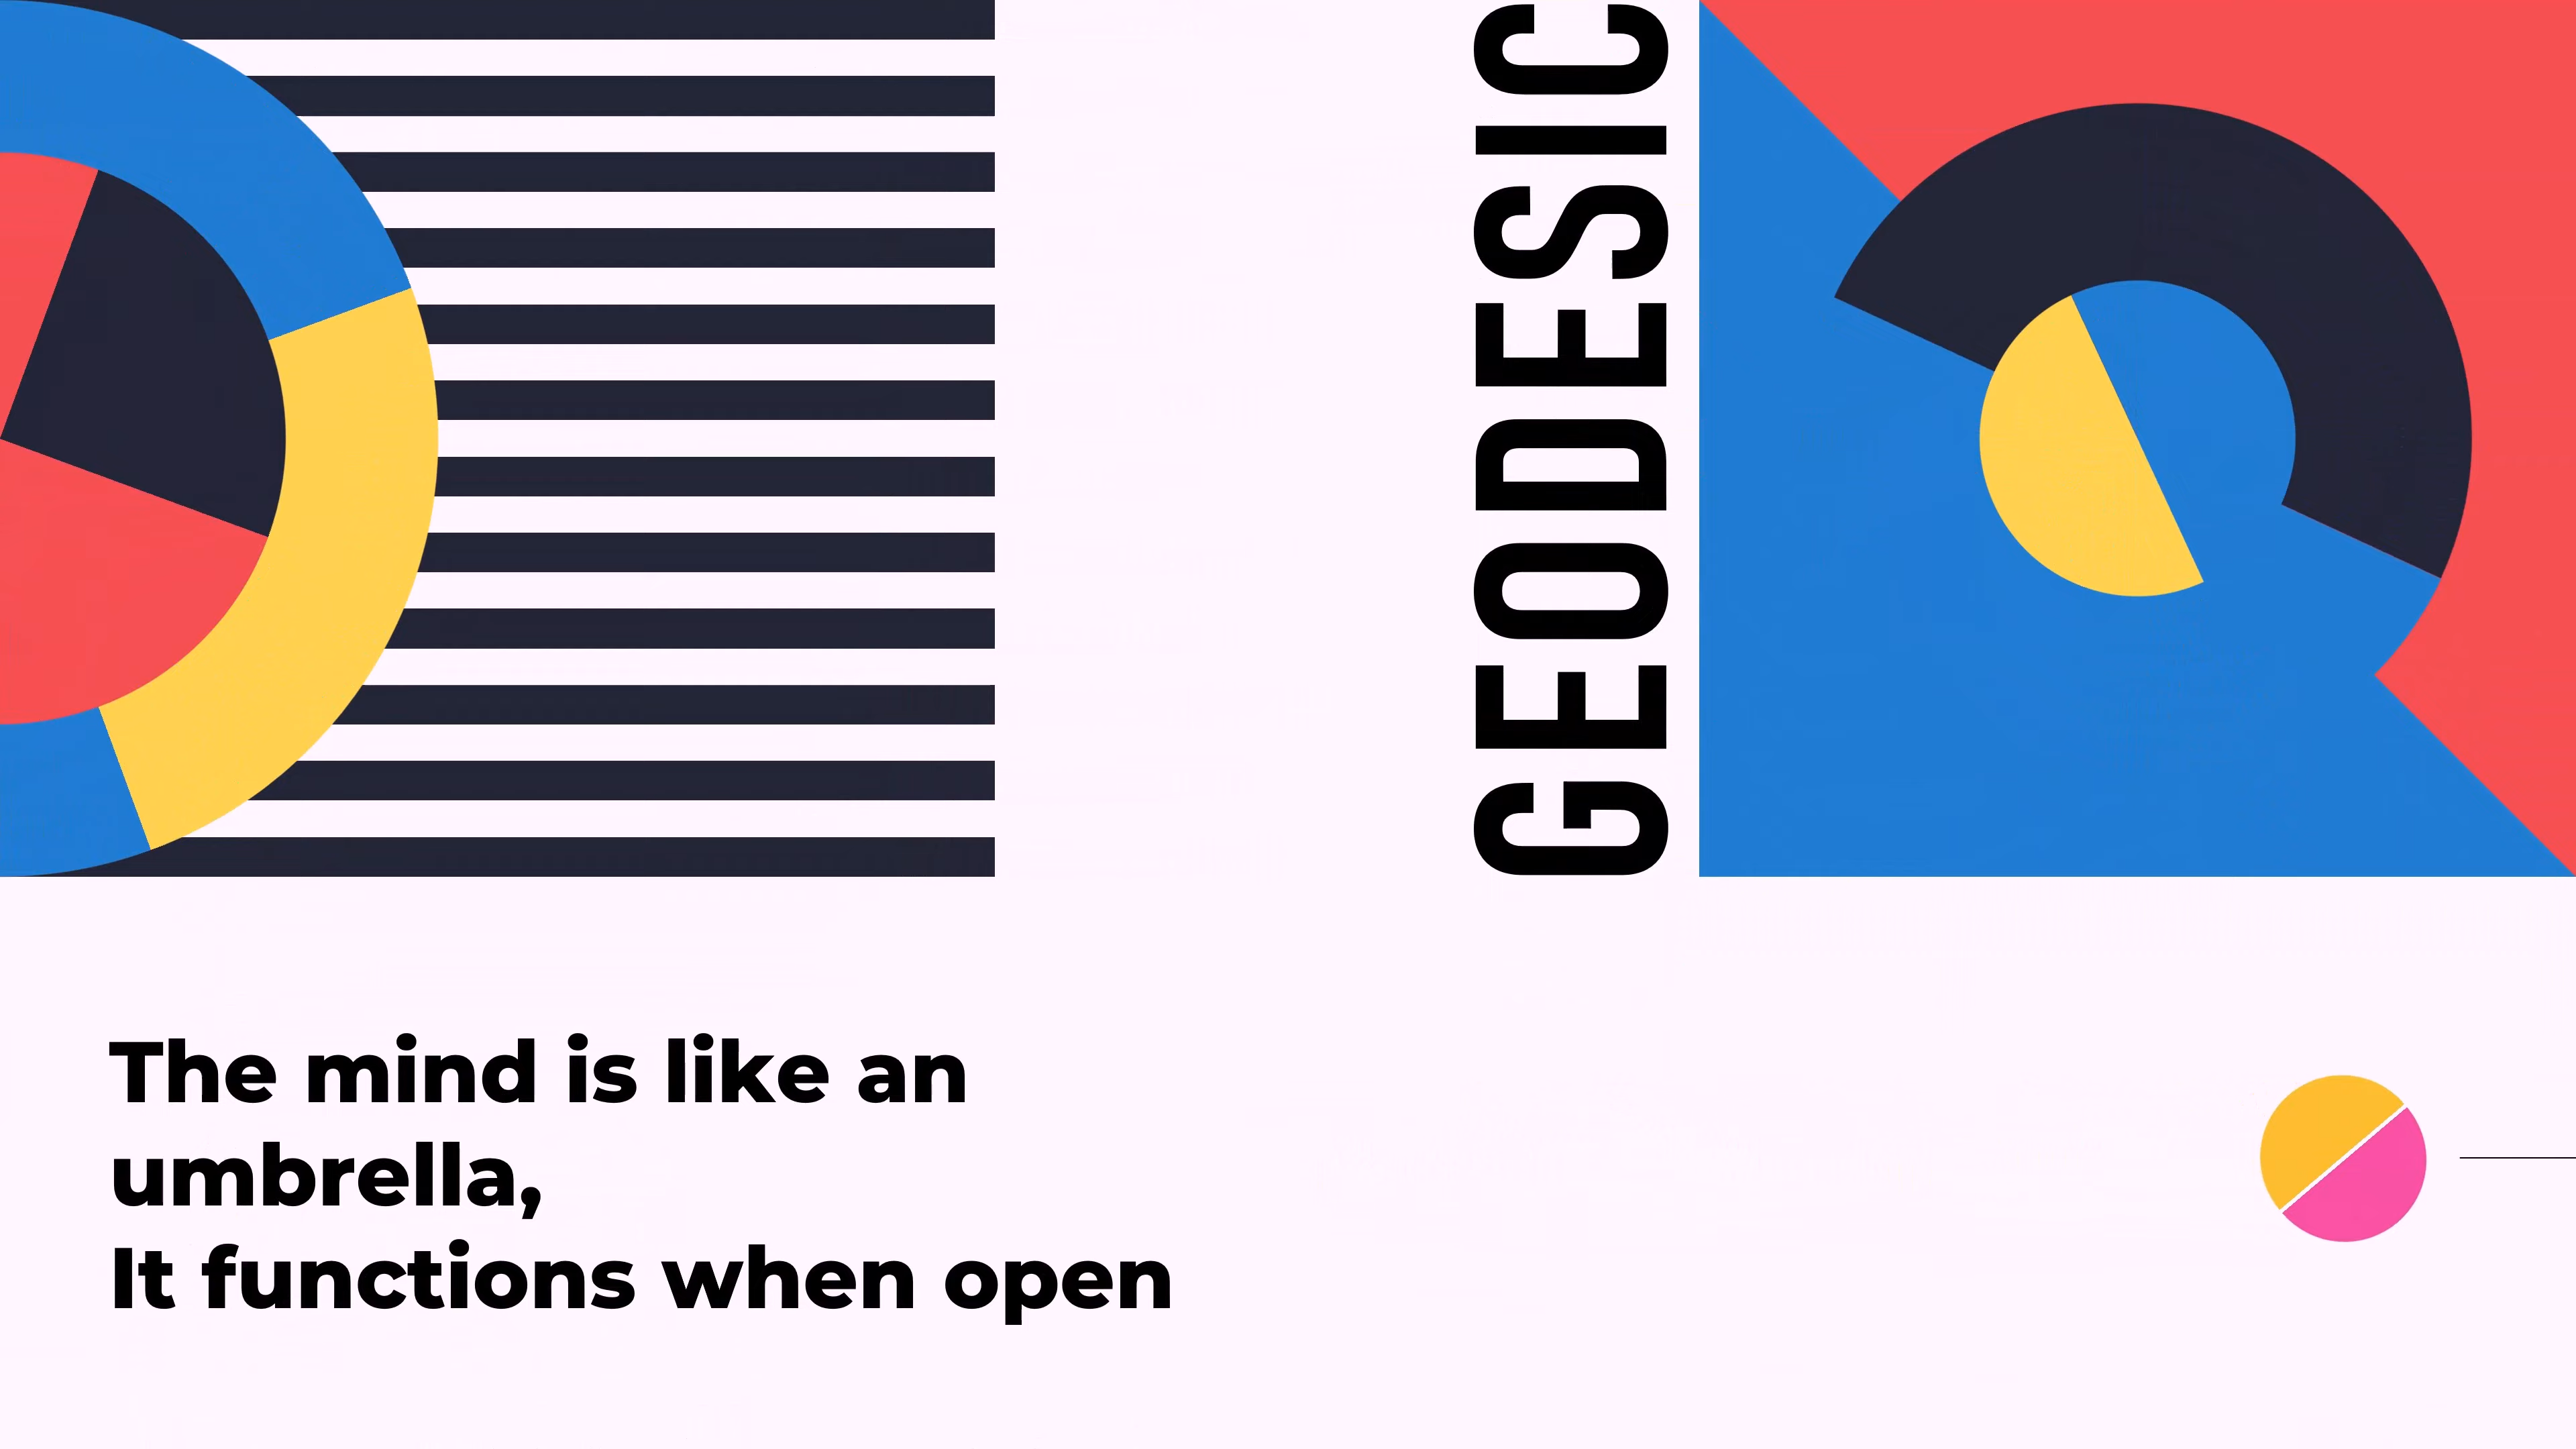 GEODESIC
The mind is like an
umbrella,
It functions when open